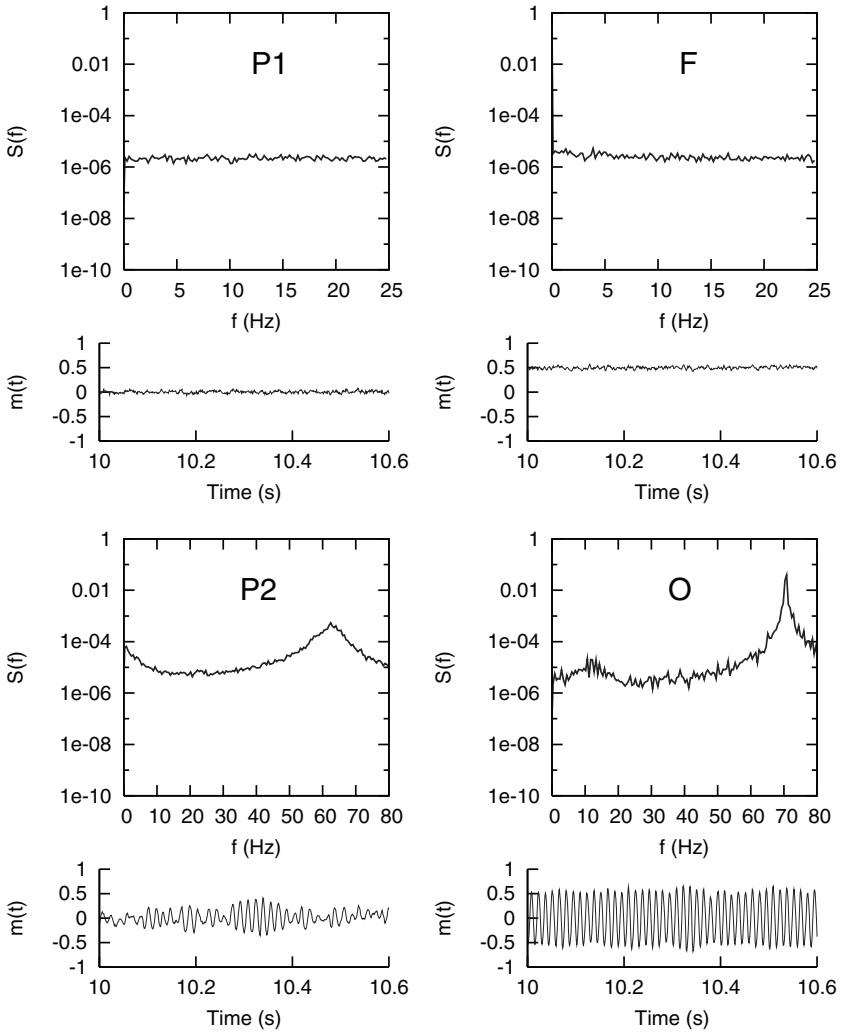 P1
1
0.01
1e-04
1e-06
1e-08
1e-10
S(f)
0 5 10 15 20 25
f (Hz)
1
0.5
0
-0.5
-1
m(t)
10 10.2 10.4 10.6
Time (s)
F
1
0.01
1e-04
1e-06
1e-08
1e-10
S(f)
0 5 10 15 20 25
f (Hz)
1
0.5
0
-0.5
-1
m(t)
10 10.2 10.4 10.6
Time (s)
P2
1
0.01
1e-04
1e-06
1e-08
1e-10
S(f)
0 10 20 30 40 50 60 70 80
f (Hz)
1
0.5
0
-0.5
-1
m(t)
10 10.2 10.4 10.6
Time (s)
O
1
0.01
1e-04
1e-06
1e-08
1e-10
S(f)
0 10 20 30 40 50 60 70 80
f (Hz)
1
0.5
0
-0.5
-1
m(t)
10 10.2 10.4 10.6
Time (s)